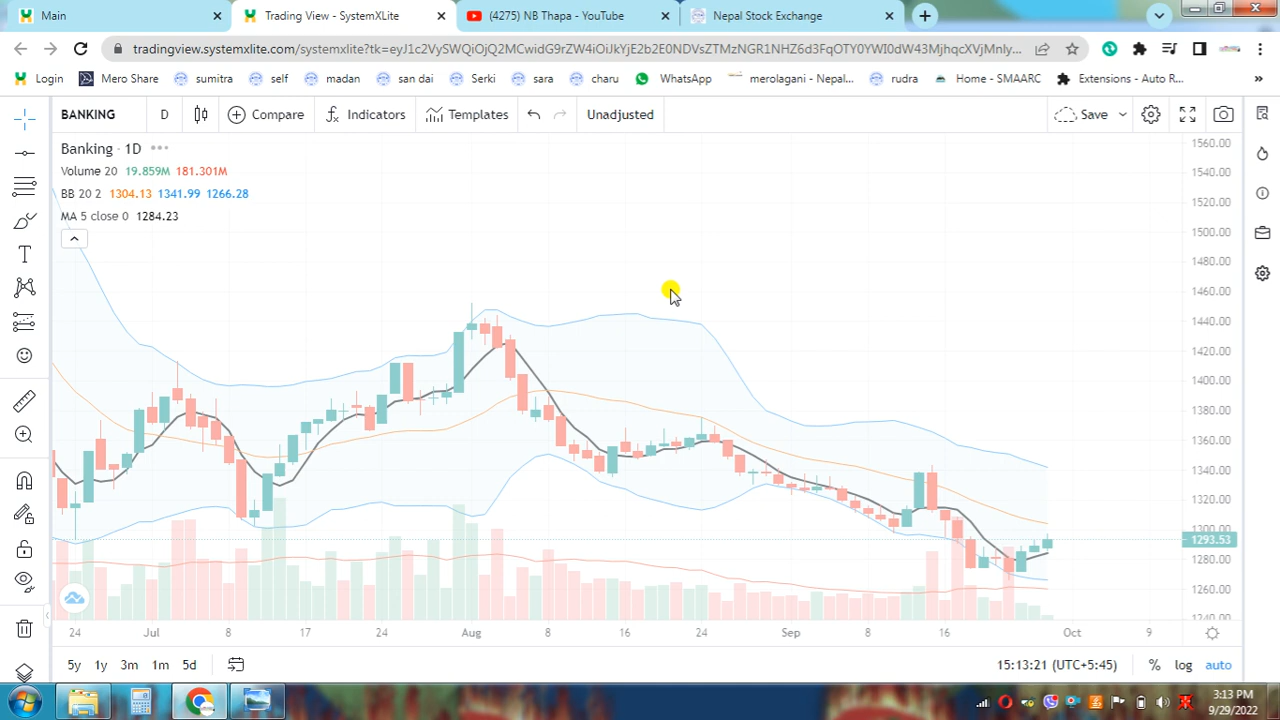 Main
Trading View - SystemXLite
(4275) NB Thapa - YouTube
Nepal Stock Exchange
Login
Mero Share
sumitra
self
madan
san dai
Serki
sara
charu
WhatsApp
merolagani - Nepal...
rudra
Home - SMAARC
Extensions - Auto R...
»
BANKING
D
Compare
Indicators
Templates
Unadjusted
Save
Banking · 1D
Volume 20 19.859M 181.301M
BB 20 2 1304.13 1341.99 1266.28
MA 5 close 0 1284.23
1560.00
1540.00
1520.00
1500.00
1480.00
1460.00
1440.00
1420.00
1400.00
1380.00
1360.00
1340.00
1320.00
1300.00
1293.53
1280.00
1260.00
1240.00
24 Jul 8 17 24 Aug 8 16 24 Sep 8 16 Oct 9
5y 1y 3m 1m 5d
15:13:21 (UTC+5:45)
% log auto
3:13 PM
9/29/2022